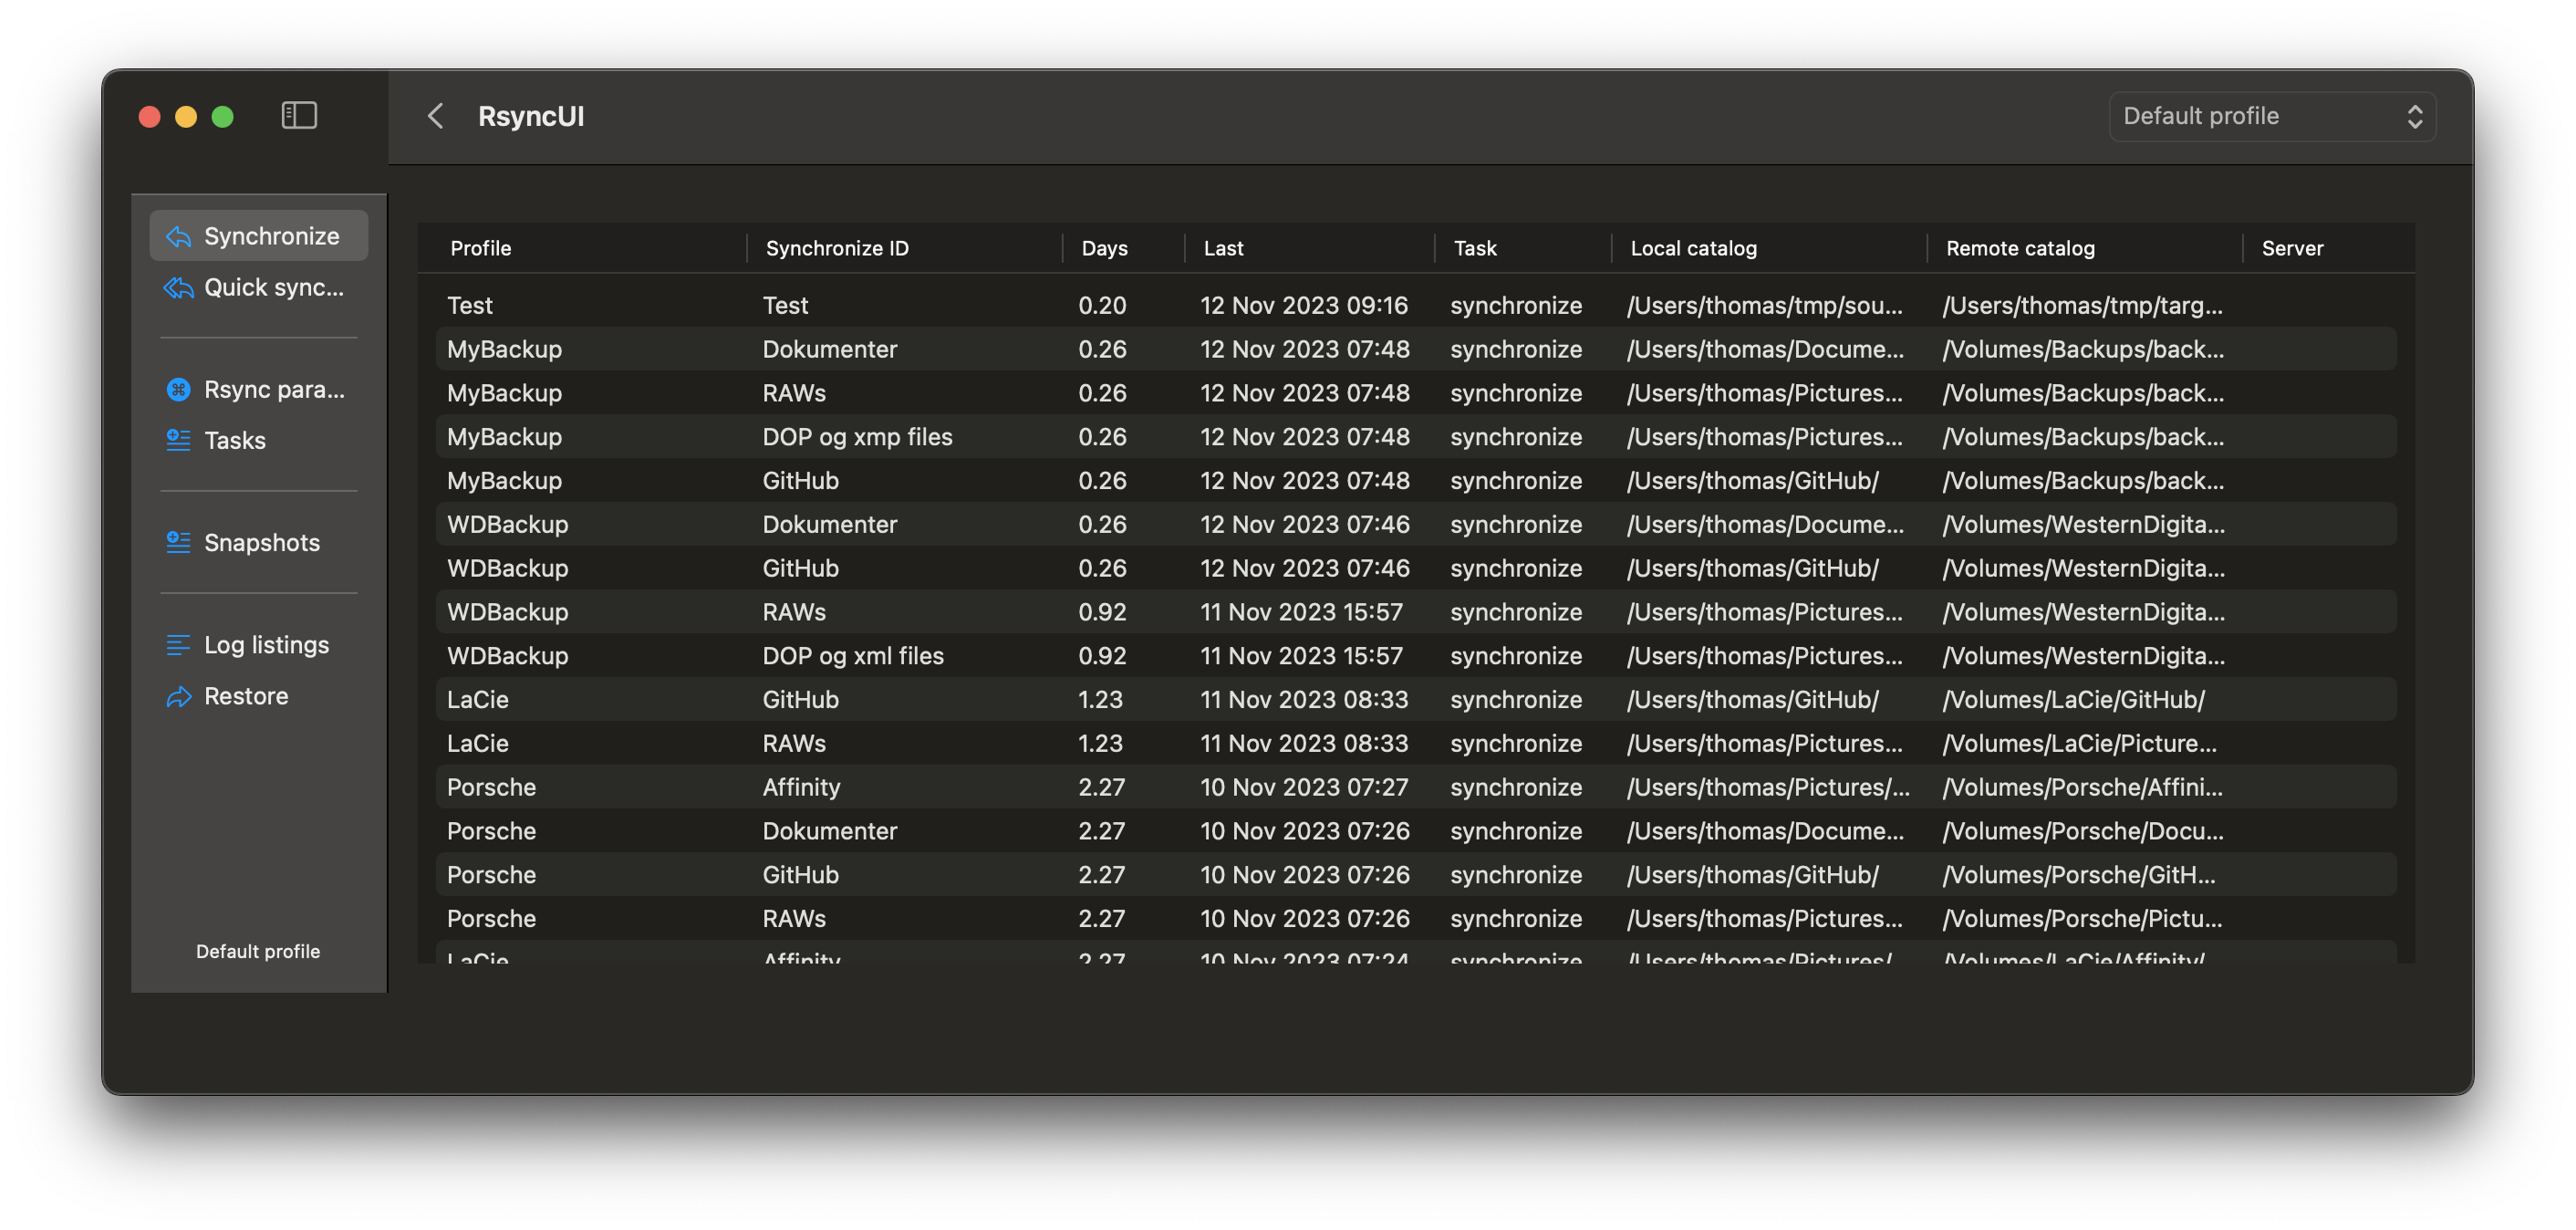 RsyncUI
Default profile
Synchronize
Quick sync...
Rsync para...
Tasks
Snapshots
Log listings
Restore
Default profile
Profile Synchronize ID Days Last Task Local catalog Remote catalog Server
Test Test 0.20 12 Nov 2023 09:16 synchronize /Users/thomas/tmp/sou... /Users/thomas/tmp/targ...
MyBackup Dokumenter 0.26 12 Nov 2023 07:48 synchronize /Users/thomas/Docume... /Volumes/Backups/back...
MyBackup RAWs 0.26 12 Nov 2023 07:48 synchronize /Users/thomas/Pictures... /Volumes/Backups/back...
MyBackup DOP og xmp files 0.26 12 Nov 2023 07:48 synchronize /Users/thomas/Pictures... /Volumes/Backups/back...
MyBackup GitHub 0.26 12 Nov 2023 07:48 synchronize /Users/thomas/GitHub/ /Volumes/Backups/back...
WDBackup Dokumenter 0.26 12 Nov 2023 07:46 synchronize /Users/thomas/Docume... /Volumes/WesternDigita...
WDBackup GitHub 0.26 12 Nov 2023 07:46 synchronize /Users/thomas/GitHub/ /Volumes/WesternDigita...
WDBackup RAWs 0.92 11 Nov 2023 15:57 synchronize /Users/thomas/Pictures... /Volumes/WesternDigita...
WDBackup DOP og xml files 0.92 11 Nov 2023 15:57 synchronize /Users/thomas/Pictures... /Volumes/WesternDigita...
LaCie GitHub 1.23 11 Nov 2023 08:33 synchronize /Users/thomas/GitHub/ /Volumes/LaCie/GitHub/
LaCie RAWs 1.23 11 Nov 2023 08:33 synchronize /Users/thomas/Pictures... /Volumes/LaCie/Picture...
Porsche Affinity 2.27 10 Nov 2023 07:27 synchronize /Users/thomas/Pictures/... /Volumes/Porsche/Affini...
Porsche Dokumenter 2.27 10 Nov 2023 07:26 synchronize /Users/thomas/Docume... /Volumes/Porsche/Docu...
Porsche GitHub 2.27 10 Nov 2023 07:26 synchronize /Users/thomas/GitHub/ /Volumes/Porsche/GitH...
Porsche RAWs 2.27 10 Nov 2023 07:26 synchronize /Users/thomas/Pictures... /Volumes/Porsche/Pictu...
LaCie Affinity 2.27 10 Nov 2023 07:24 synchronize /Users/thomas/Pictures/ /Volumes/LaCie/Affinity/